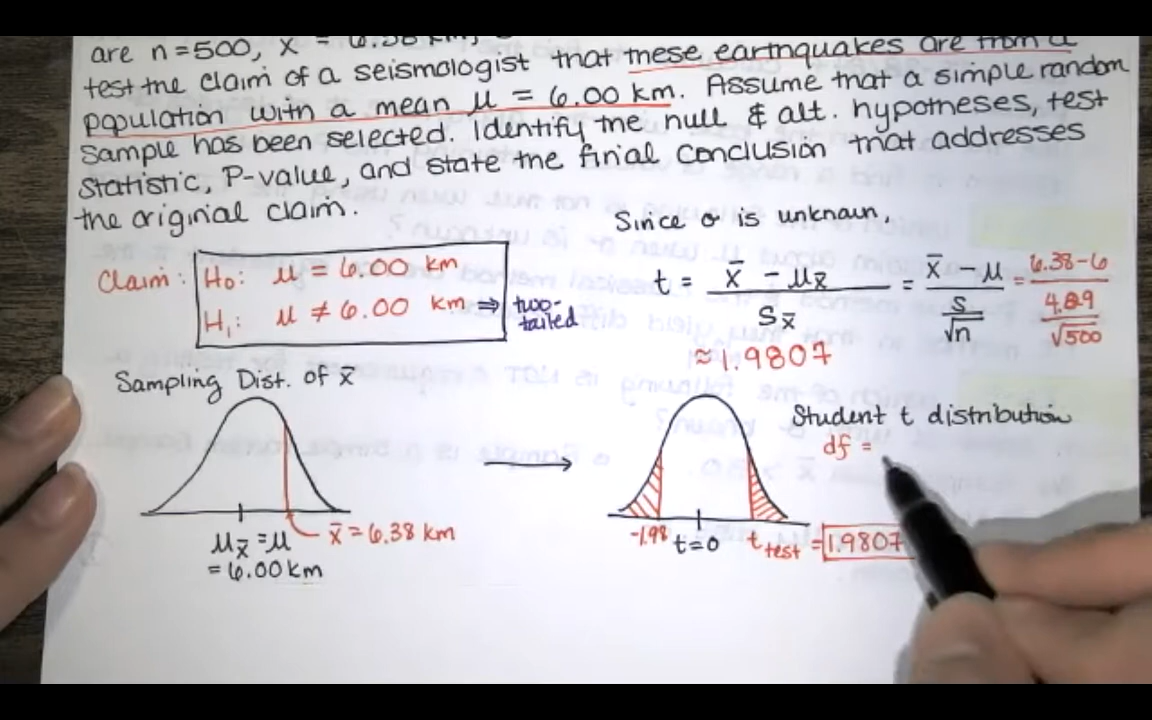 are n=500, x̄ = 6.38 km,
test the claim of a seismologist that these earthquakes are from a
population with a mean μ = 6.00 km. Assume that a simple random
sample has been selected. Identify the null & alt. hypotheses, test
Statistic, P-value, and state the final conclusion that addresses
the original claim.
Since σ is unknown,
Claim: H₀: μ = 6.00 km
H₁: μ ≠ 6.00 km ⇒ two-tailed
t = x̄ - μx̄ / Sx̄ = x̄ - μ / s/√n = 6.38-6 / 4.89/√500
≈ 1.9807
Sampling Dist. of x̄
Student t distribution
df =
μx̄ = μ
= 6.00 km
x̄ = 6.38 km
-1.98 t=0 t test = 1.9807